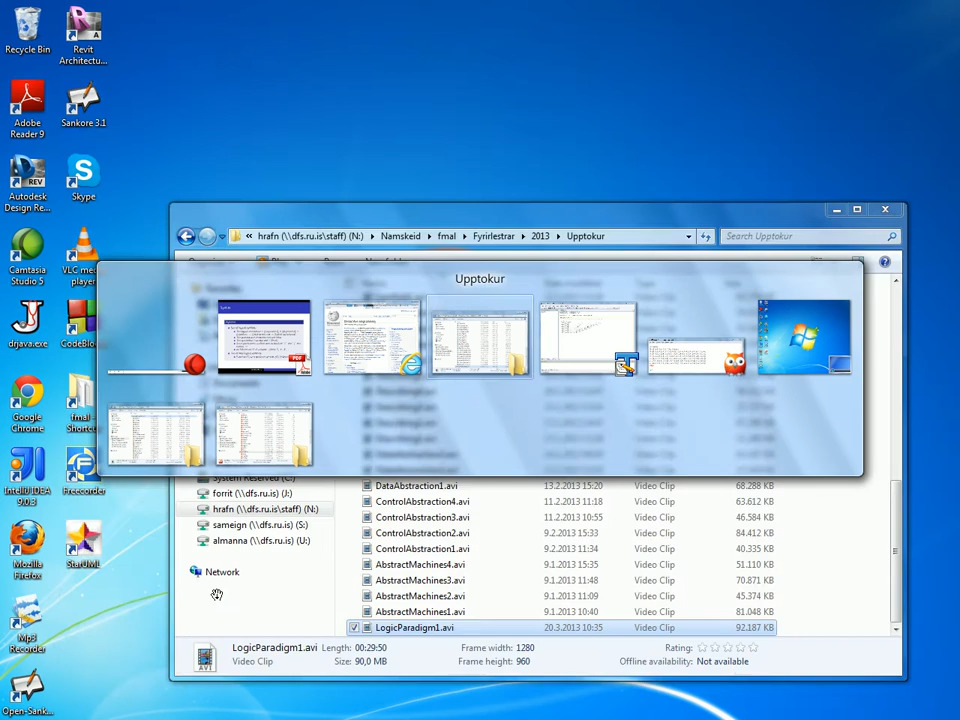 Recycle Bin
Revit
Architectu...
Adobe
Reader 9
Sankore 3.1
Autodesk
Design Re...
Skype
Camtasia
Studio 5
VLC me
player
drjava.exe
CodeBlo
Google
Chrome
fmal
Shortc
IntelliJ IDEA
9.0.3
Freecorder
Mozilla
Firefox
StarUML
Mp3
Recorder
Open-Sank...
« hrafn (\\dfs.ru.is\staff) (N:) ▸ Namskeid ▸ fmal ▸ Fyrirlestrar ▸ 2013 ▸ Upptokur
Search Upptokur
Upptokur
PDF
System Reserved (C:)
forrit (\\dfs.ru.is) (J:)
hrafn (\\dfs.ru.is\staff) (N:)
sameign (\\dfs.ru.is) (S:)
almanna (\\dfs.ru.is) (U:)
Network
DataAbstraction1.avi 13.2.2013 15:20 Video Clip 68.288 KB
ControlAbstraction4.avi 11.2.2013 11:18 Video Clip 63.612 KB
ControlAbstraction3.avi 11.2.2013 10:55 Video Clip 46.584 KB
ControlAbstraction2.avi 9.2.2013 15:33 Video Clip 84.412 KB
ControlAbstraction1.avi 9.2.2013 11:34 Video Clip 40.335 KB
AbstractMachines4.avi 9.1.2013 15:35 Video Clip 51.110 KB
AbstractMachines3.avi 9.1.2013 11:48 Video Clip 70.871 KB
AbstractMachines2.avi 9.1.2013 11:09 Video Clip 45.374 KB
AbstractMachines1.avi 9.1.2013 10:40 Video Clip 81.048 KB
LogicParadigm1.avi 20.3.2013 10:35 Video Clip 92.187 KB
LogicParadigm1.avi Length: 00:29:50 Frame width: 1280 Rating:
Video Clip Size: 90,0 MB Frame height: 960 Offline availability: Not available
AVI